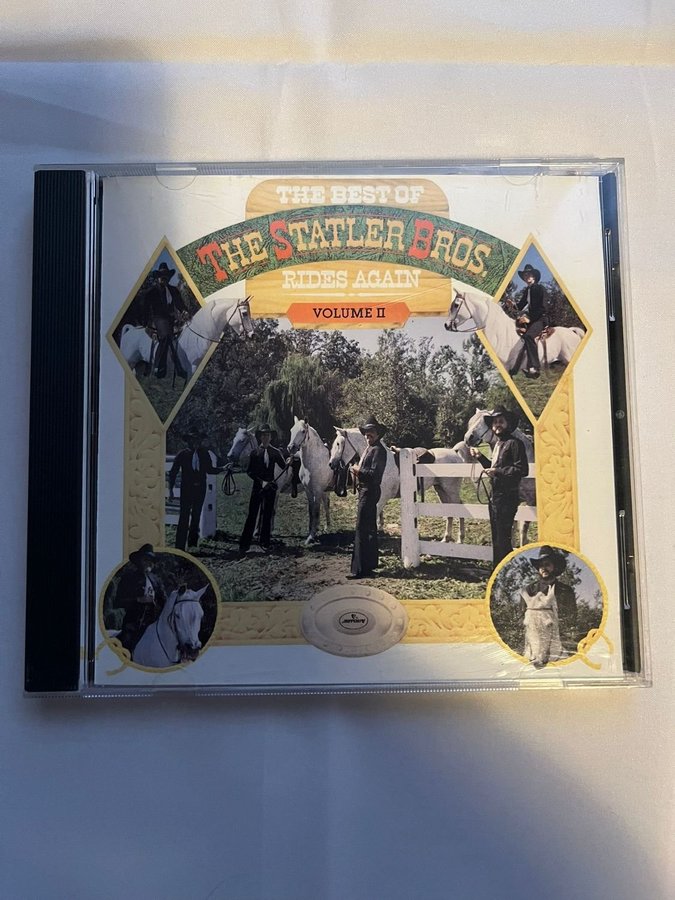 THE BEST OF
THE STATLER BROS.
RIDES AGAIN
VOLUME II